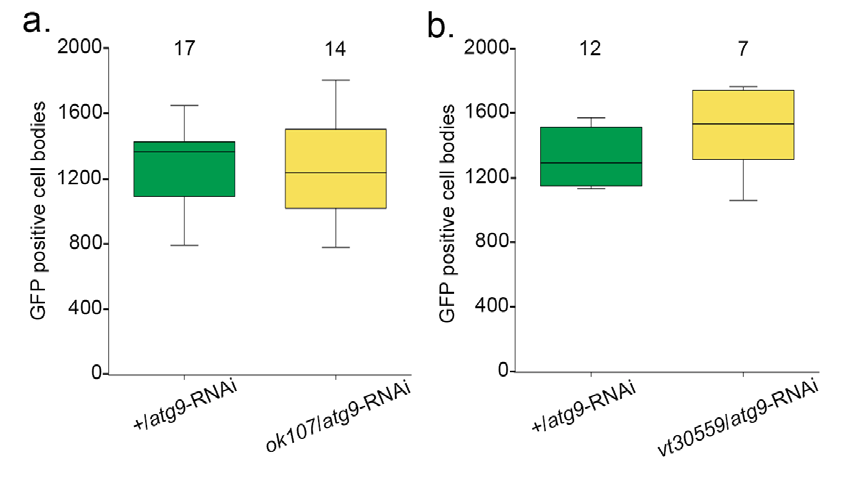 a.
GFP positive cell bodies
2000
1600
1200
800
400
0
17
14
+/atg9-RNAi
ok107/atg9-RNAi
b.
GFP positive cell bodies
2000
1600
1200
800
400
0
12
7
+/atg9-RNAi
vt30559/atg9-RNAi